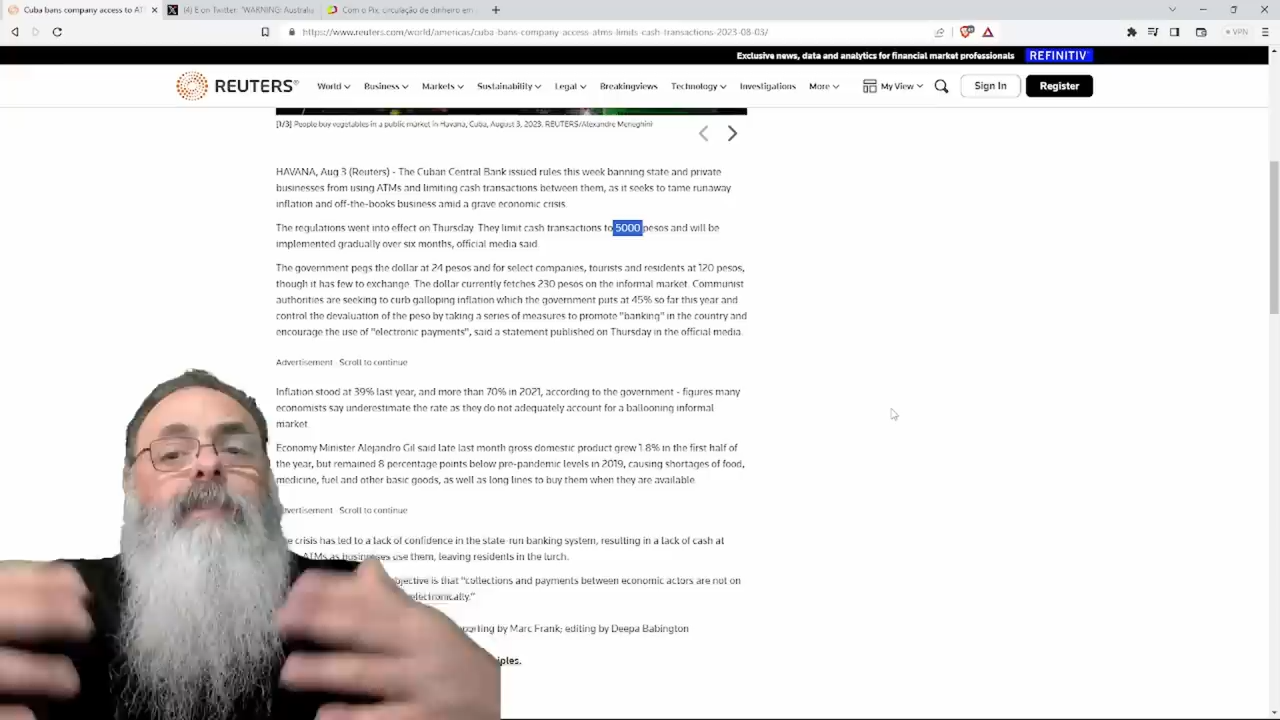 Cuba bans company access to AT
(4) E on Twitter: "WARNING: Australia
Com o Pix, circulação de dinheiro em
https://www.reuters.com/world/americas/cuba-bans-company-access-atms-limits-cash-transactions-2023-08-03/
VPN
Exclusive news, data and analytics for financial market professionals REFINITIV
REUTERS® World Business Markets Sustainability Legal Breakingviews Technology Investigations More My View Sign In Register
[1/3] People buy vegetables in a public market in Havana, Cuba, August 3, 2023. REUTERS/Alexandre Meneghini
HAVANA, Aug 3 (Reuters) - The Cuban Central Bank issued rules this week banning state and private
businesses from using ATMs and limiting cash transactions between them, as it seeks to tame runaway
inflation and off-the-books business amid a grave economic crisis.
The regulations went into effect on Thursday. They limit cash transactions to 5000 pesos and will be
implemented gradually over six months, official media said.
The government pegs the dollar at 24 pesos and for select companies, tourists and residents at 120 pesos,
though it has few to exchange. The dollar currently fetches 230 pesos on the informal market. Communist
authorities are seeking to curb galloping inflation which the government puts at 45% so far this year and
control the devaluation of the peso by taking a series of measures to promote "banking" in the country and
encourage the use of "electronic payments", said a statement published on Thursday in the official media.
Advertisement · Scroll to continue
Inflation stood at 39% last year, and more than 70% in 2021, according to the government - figures many
economists say underestimate the rate as they do not adequately account for a ballooning informal
market.
Economy Minister Alejandro Gil said late last month gross domestic product grew 1.8% in the first half of
the year, but remained 8 percentage points below pre-pandemic levels in 2019, causing shortages of food,
medicine, fuel and other basic goods, as well as long lines to buy them when they are available.
Advertisement · Scroll to continue
crisis has led to a lack of confidence in the state-run banking system, resulting in a lack of cash at
ATMs as businesses use them, leaving residents in the lurch.
objective is that "collections and payments between economic actors are not on
electronically."
by Marc Frank; editing by Deepa Babington